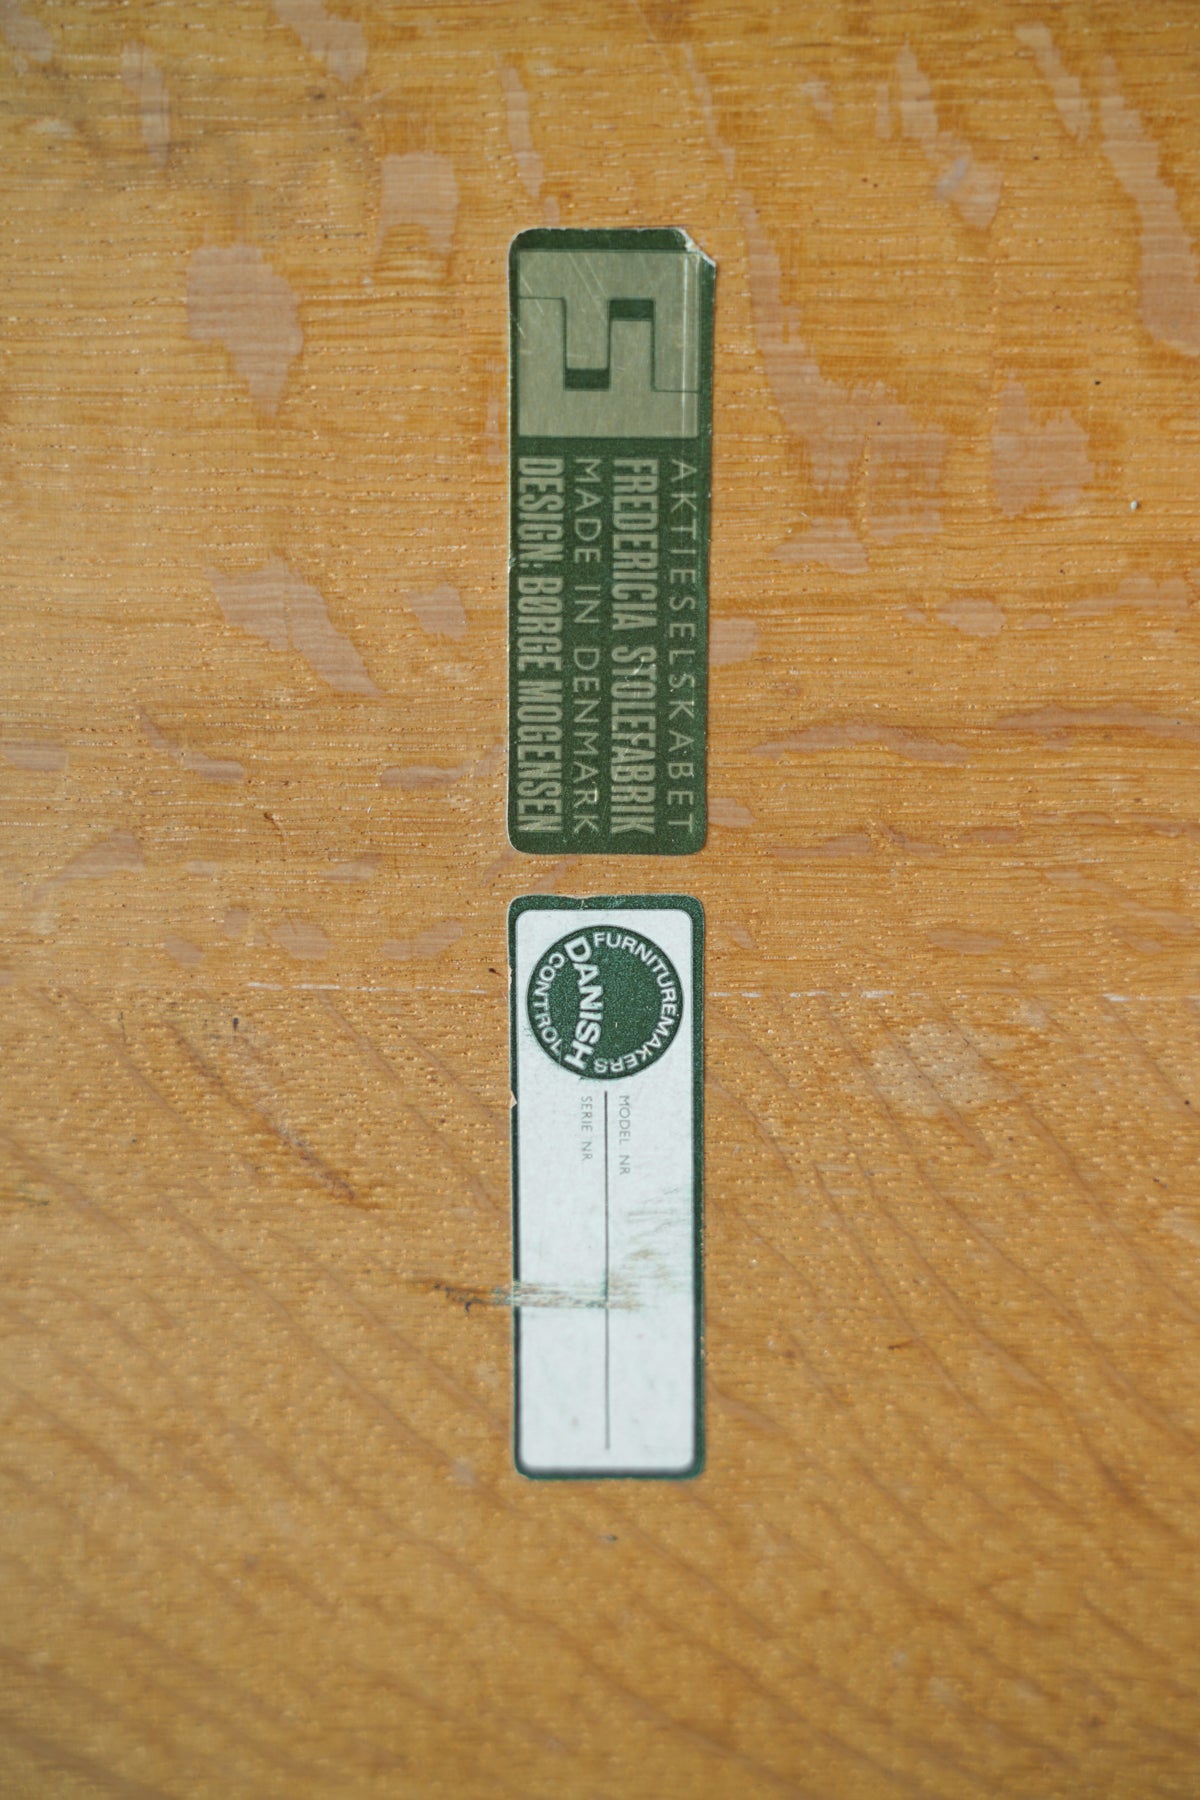 AKTIESELSKABET
FREDERICIA STOLEFABRIK
MADE IN DENMARK
DESIGN: BØRGE MOGENSEN
FURNITUREMAKERS
DANISH
CONTROL
MODEL NR
SERIE NR